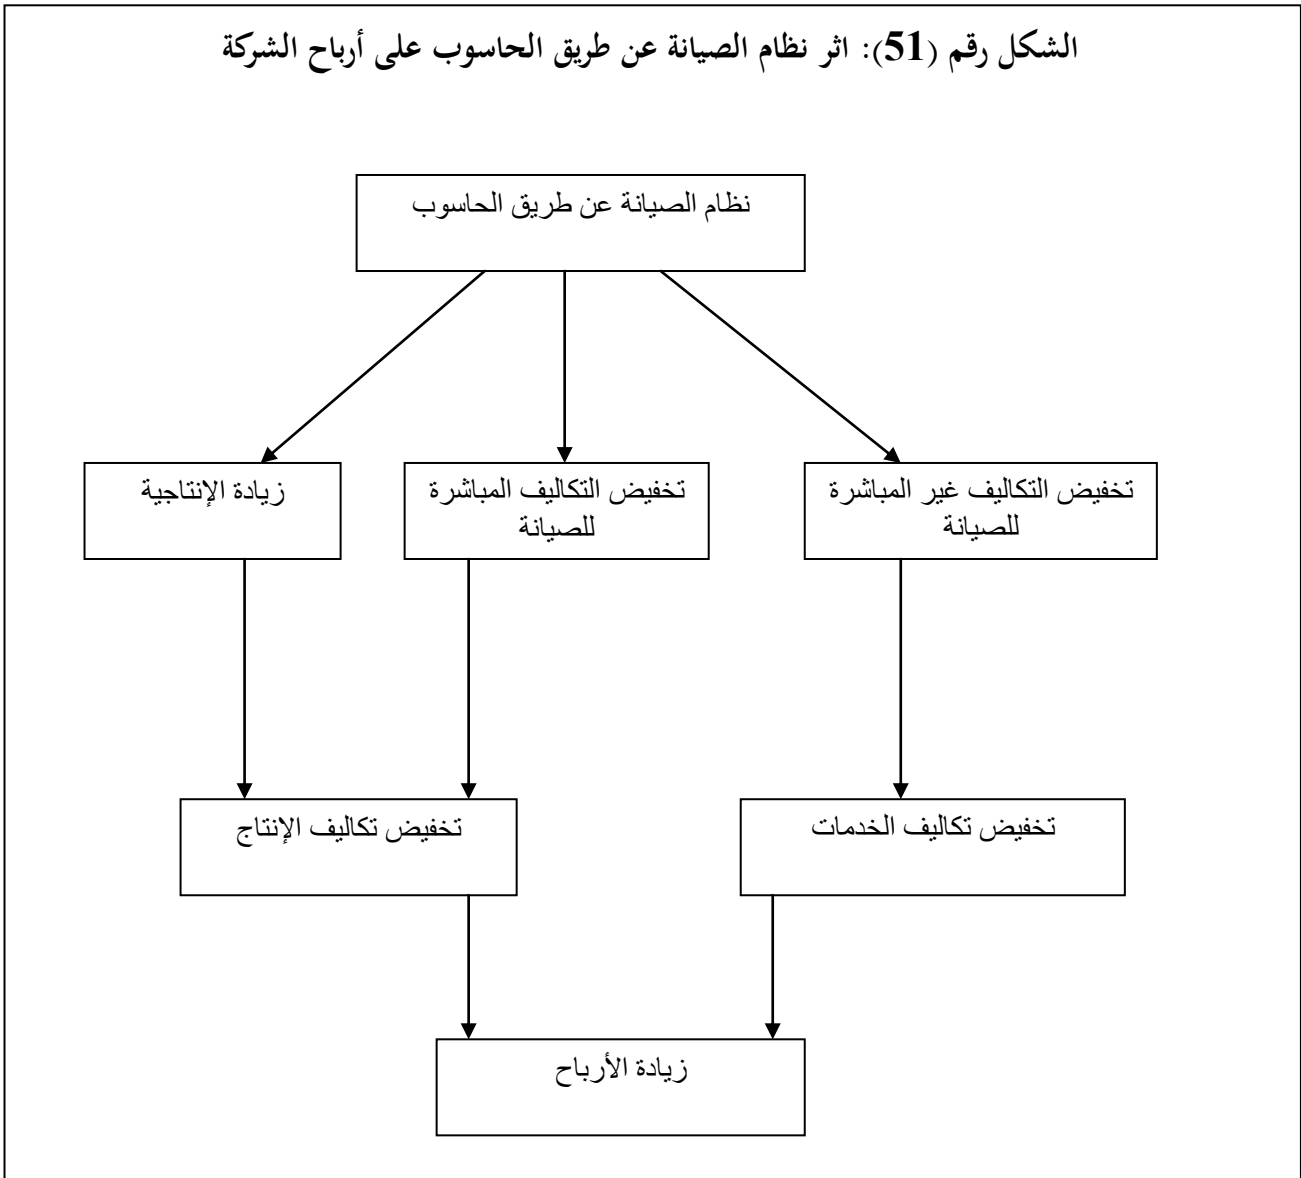 الشكل رقم (51): اثر نظام الصيانة عن طريق الحاسوب على أرباح الشركة
نظام الصيانة عن طريق الحاسوب
تخفيض التكاليف غير المباشرة
للصيانة
تخفيض التكاليف المباشرة
للصيانة
زيادة الإنتاجية
تخفيض تكاليف الخدمات
تخفيض تكاليف الإنتاج
زيادة الأرباح